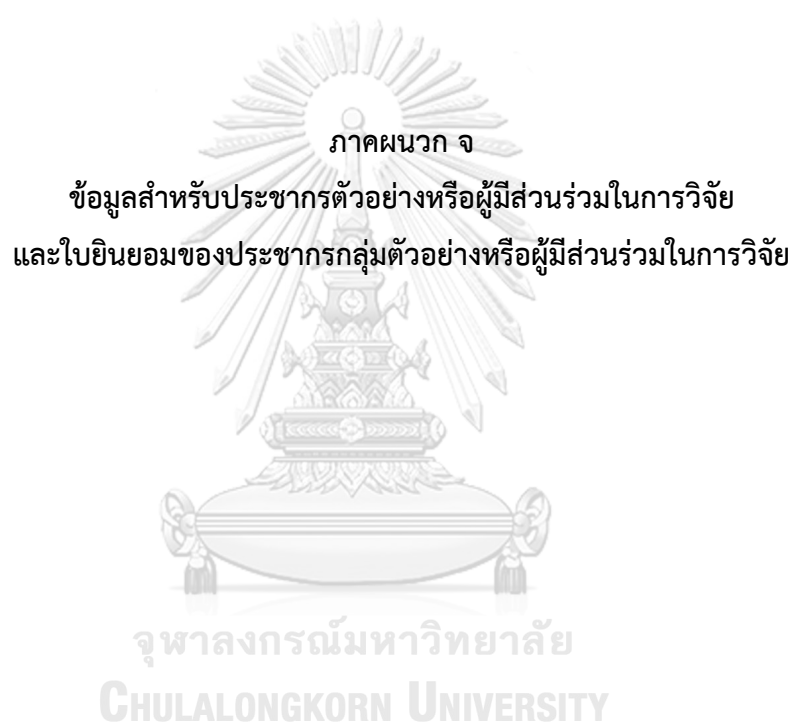 ภาคผนวก จ
ข้อมูลสำหรับประชากรตัวอย่างหรือผู้มีส่วนร่วมในการวิจัย
และใบยินยอมของประชากรกลุ่มตัวอย่างหรือผู้มีส่วนร่วมในการวิจัย
จุฬาลงกรณ์มหาวิทยาลัย
CHULALONGKORN UNIVERSITY